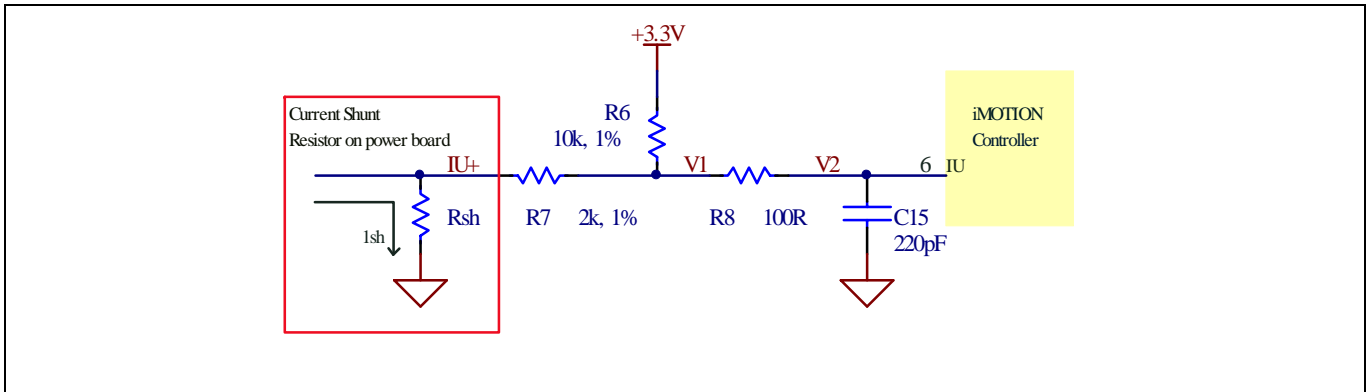 +3.3V
Current Shunt
Resistor on power board
R6
10k, 1%
iMOTION
Controller
IU+
V1
V2
6
IU
1sh
Rsh
R7
2k, 1%
R8
100R
C15
220pF